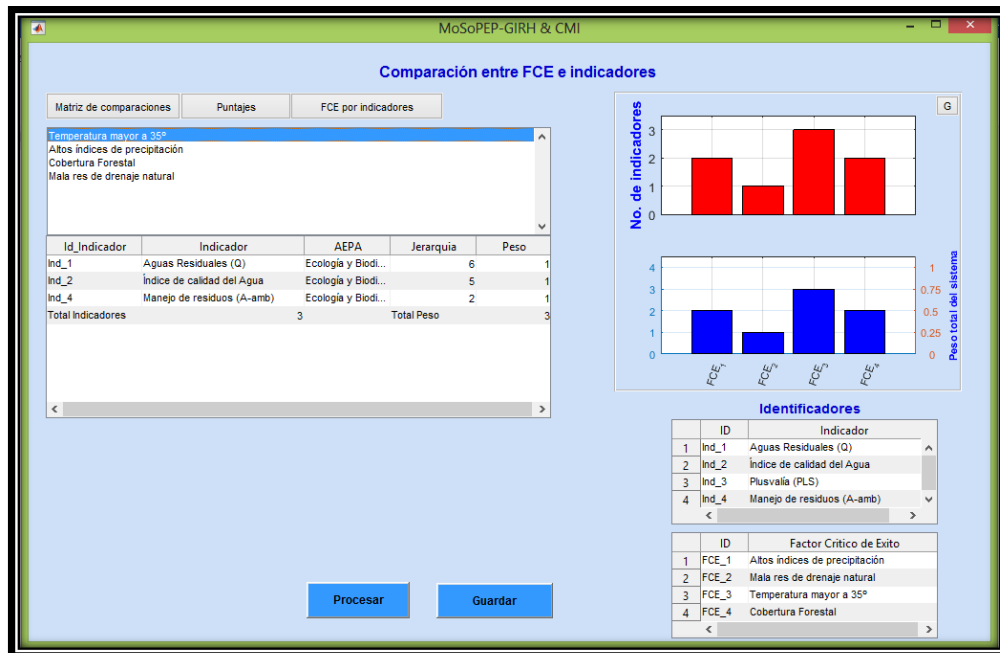 MoSoPEP-GIRH & CMI
Comparación entre FCE e indicadores
Matriz de comparaciones Puntajes FCE por indicadores
Temperatura mayor a 35º
Altos índices de precipitación
Cobertura Forestal
Mala res de drenaje natural
Id_Indicador Indicador AEPA Jerarquia Peso
Ind_1 Aguas Residuales (Q) Ecología y Biodi... 6 1
Ind_2 Índice de calidad del Agua Ecología y Biodi... 5 1
Ind_4 Manejo de residuos (A-amb) Ecología y Biodi... 2 1
Total Indicadores 3 Total Peso 3
G
No. de indicadores
3
2
1
0
4
3
2
1
0
1
0.75
0.5
0.25
0
Peso total del sistema
FCE_1 FCE_2 FCE_3 FCE_4
Identificadores
ID Indicador
1 Ind_1 Aguas Residuales (Q)
2 Ind_2 Índice de calidad del Agua
3 Ind_3 Plusvalía (PLS)
4 Ind_4 Manejo de residuos (A-amb)
ID Factor Critico de Exito
1 FCE_1 Altos índices de precipitación
2 FCE_2 Mala res de drenaje natural
3 FCE_3 Temperatura mayor a 35º
4 FCE_4 Cobertura Forestal
Procesar Guardar